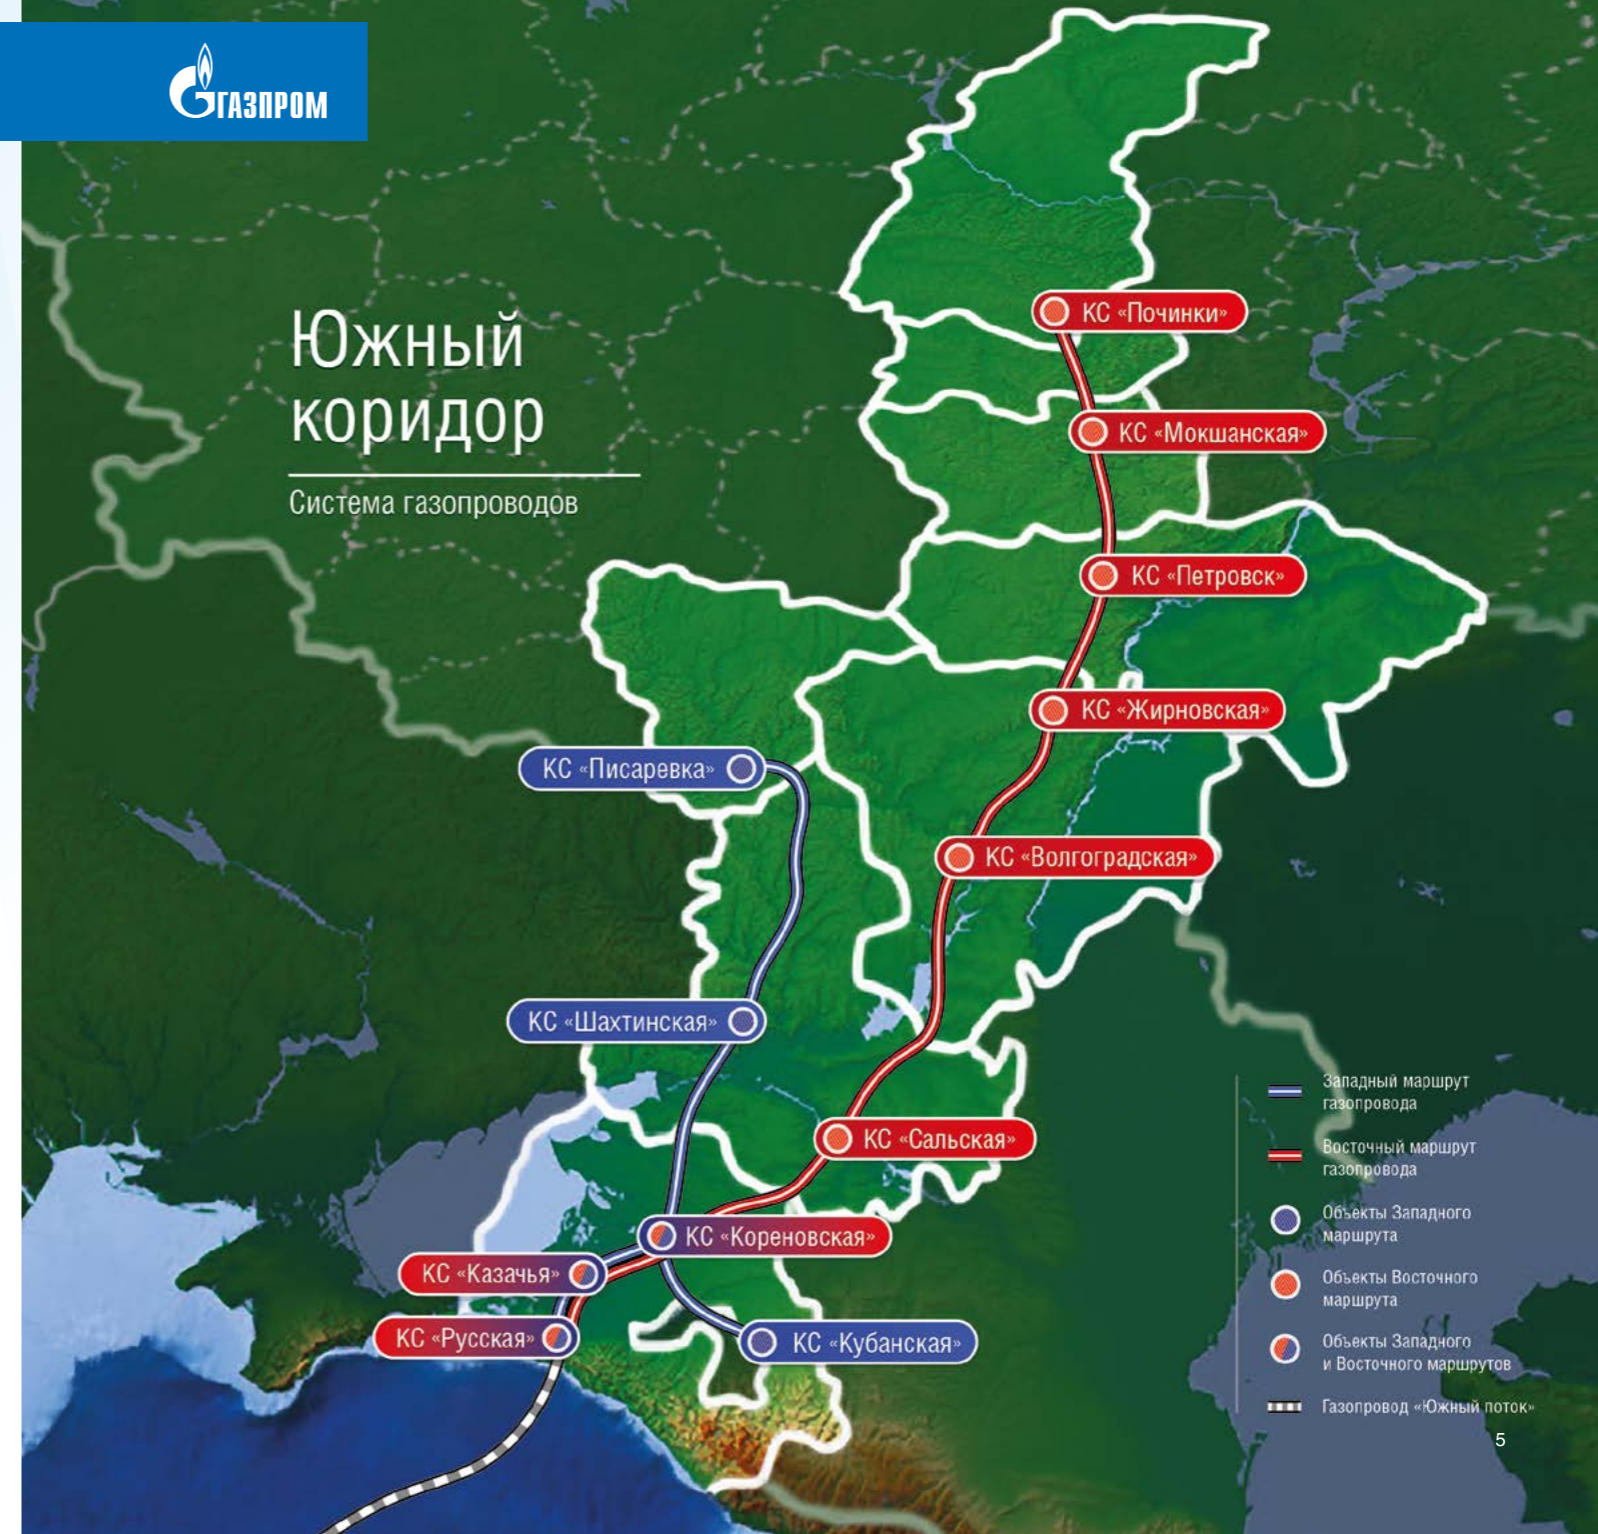 ГАЗПРОМ
Южный
коридор
Система газопроводов
КС «Починки»
КС «Мокшанская»
КС «Петровск»
КС «Жирновская»
КС «Писаревка»
КС «Волгоградская»
КС «Шахтинская»
КС «Сальская»
КС «Кореновская»
КС «Казачья»
КС «Русская»
КС «Кубанская»
Западный маршрут
газопровода
Восточный маршрут
газопровода
Объекты Западного
маршрута
Объекты Восточного
маршрута
Объекты Западного
и Восточного маршрутов
Газопровод «Южный поток»
5